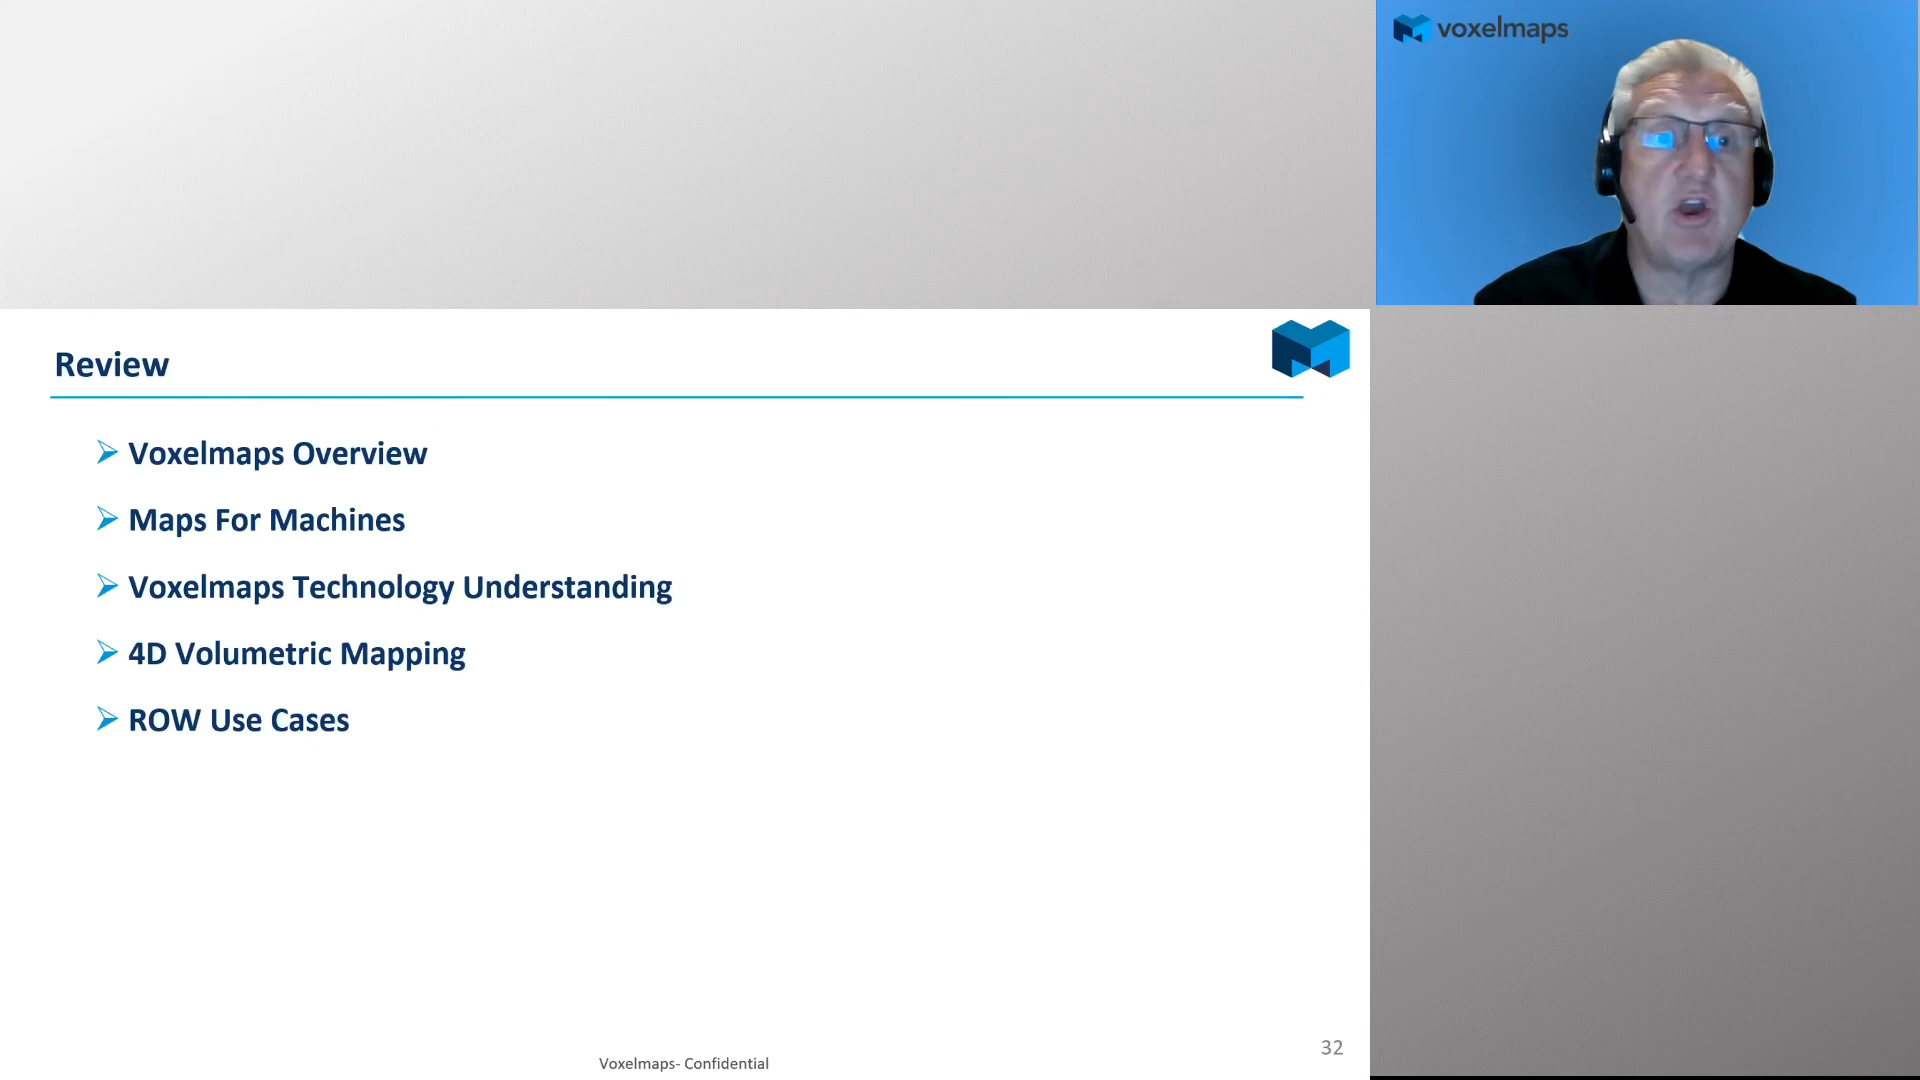 voxelmaps
Review
Voxelmaps Overview
Maps For Machines
Voxelmaps Technology Understanding
4D Volumetric Mapping
ROW Use Cases
Voxelmaps- Confidential
32